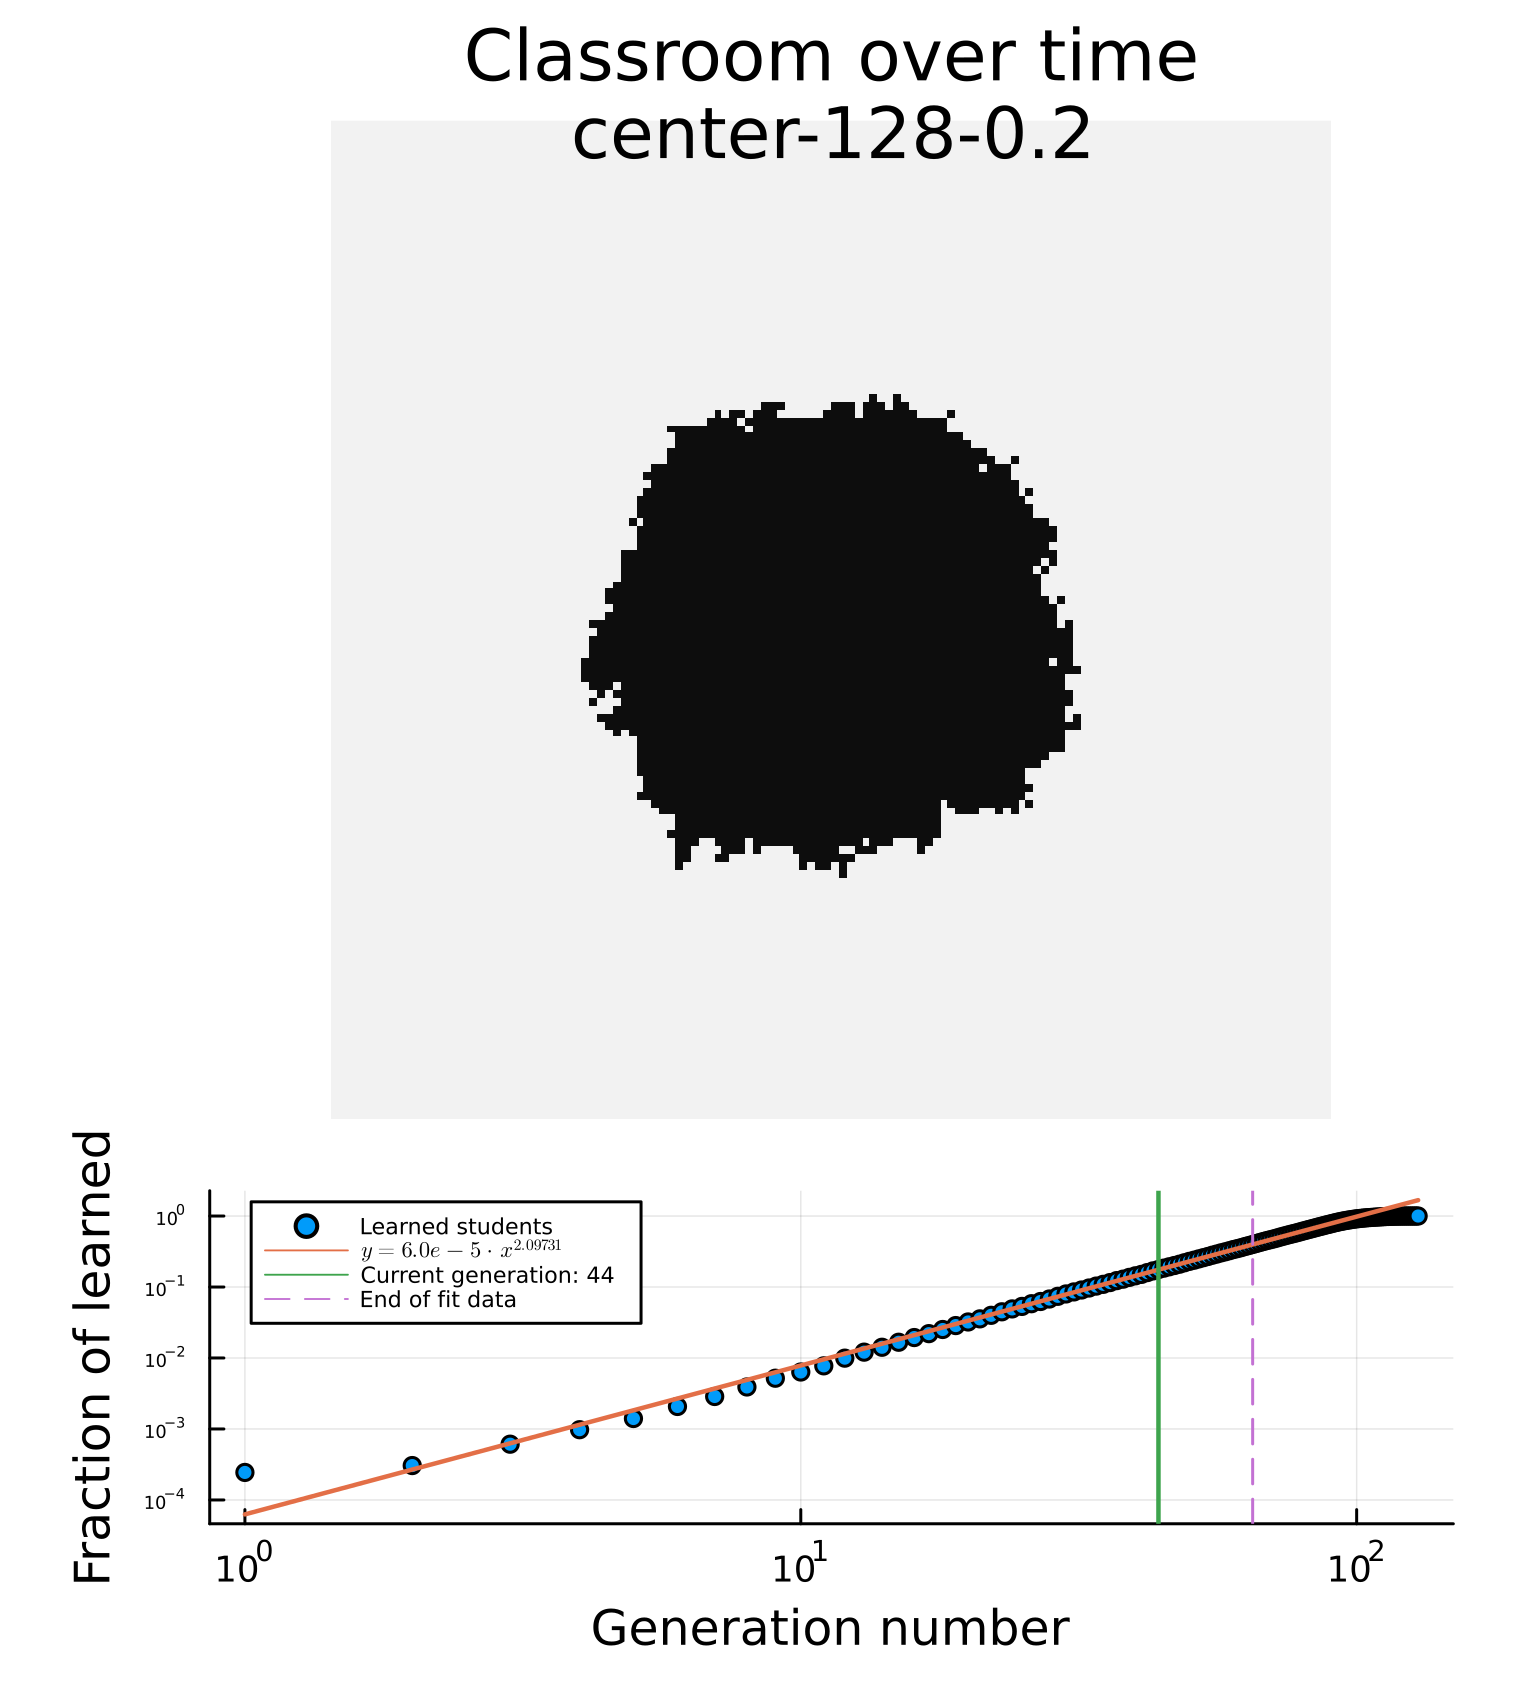 Classroom over time
center-128-0.2
Fraction of learned
10^0
10^−1
10^−2
10^−3
10^−4
Learned students
y = 6.0e − 5 · x^2.09731
Current generation: 44
End of fit data
10^0
10^1
10^2
Generation number